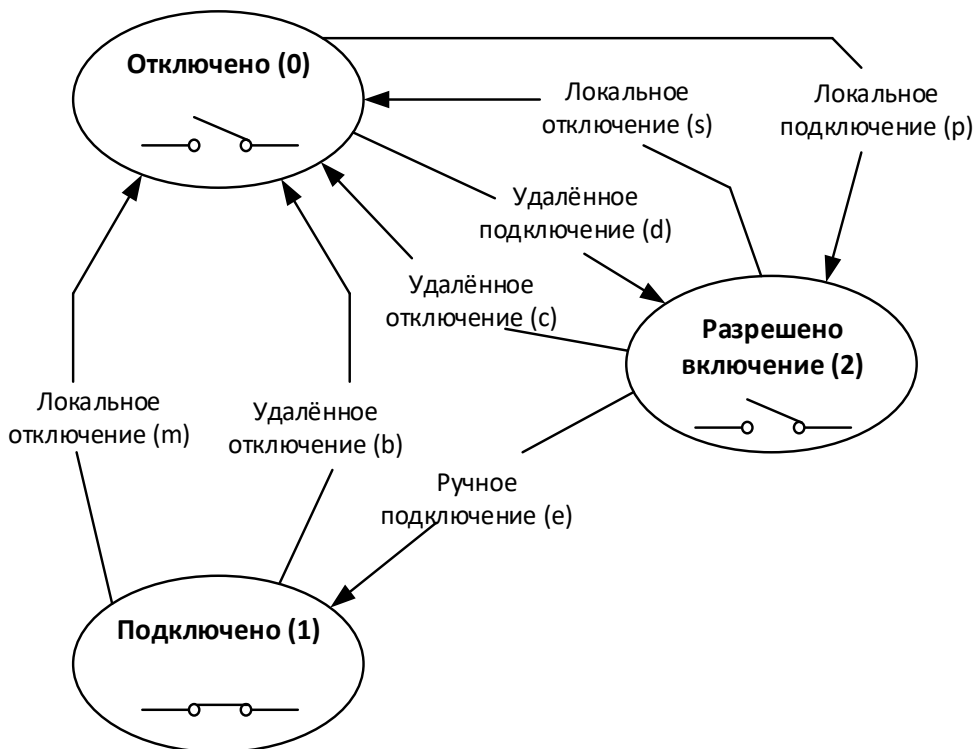 Отключено (0)
Локальное
отключение (s)
Локальное
подключение (p)
Удалённое
подключение (d)
Удалённое
отключение (c)
Разрешено
включение (2)
Локальное
отключение (m)
Удалённое
отключение (b)
Ручное
подключение (e)
Подключено (1)